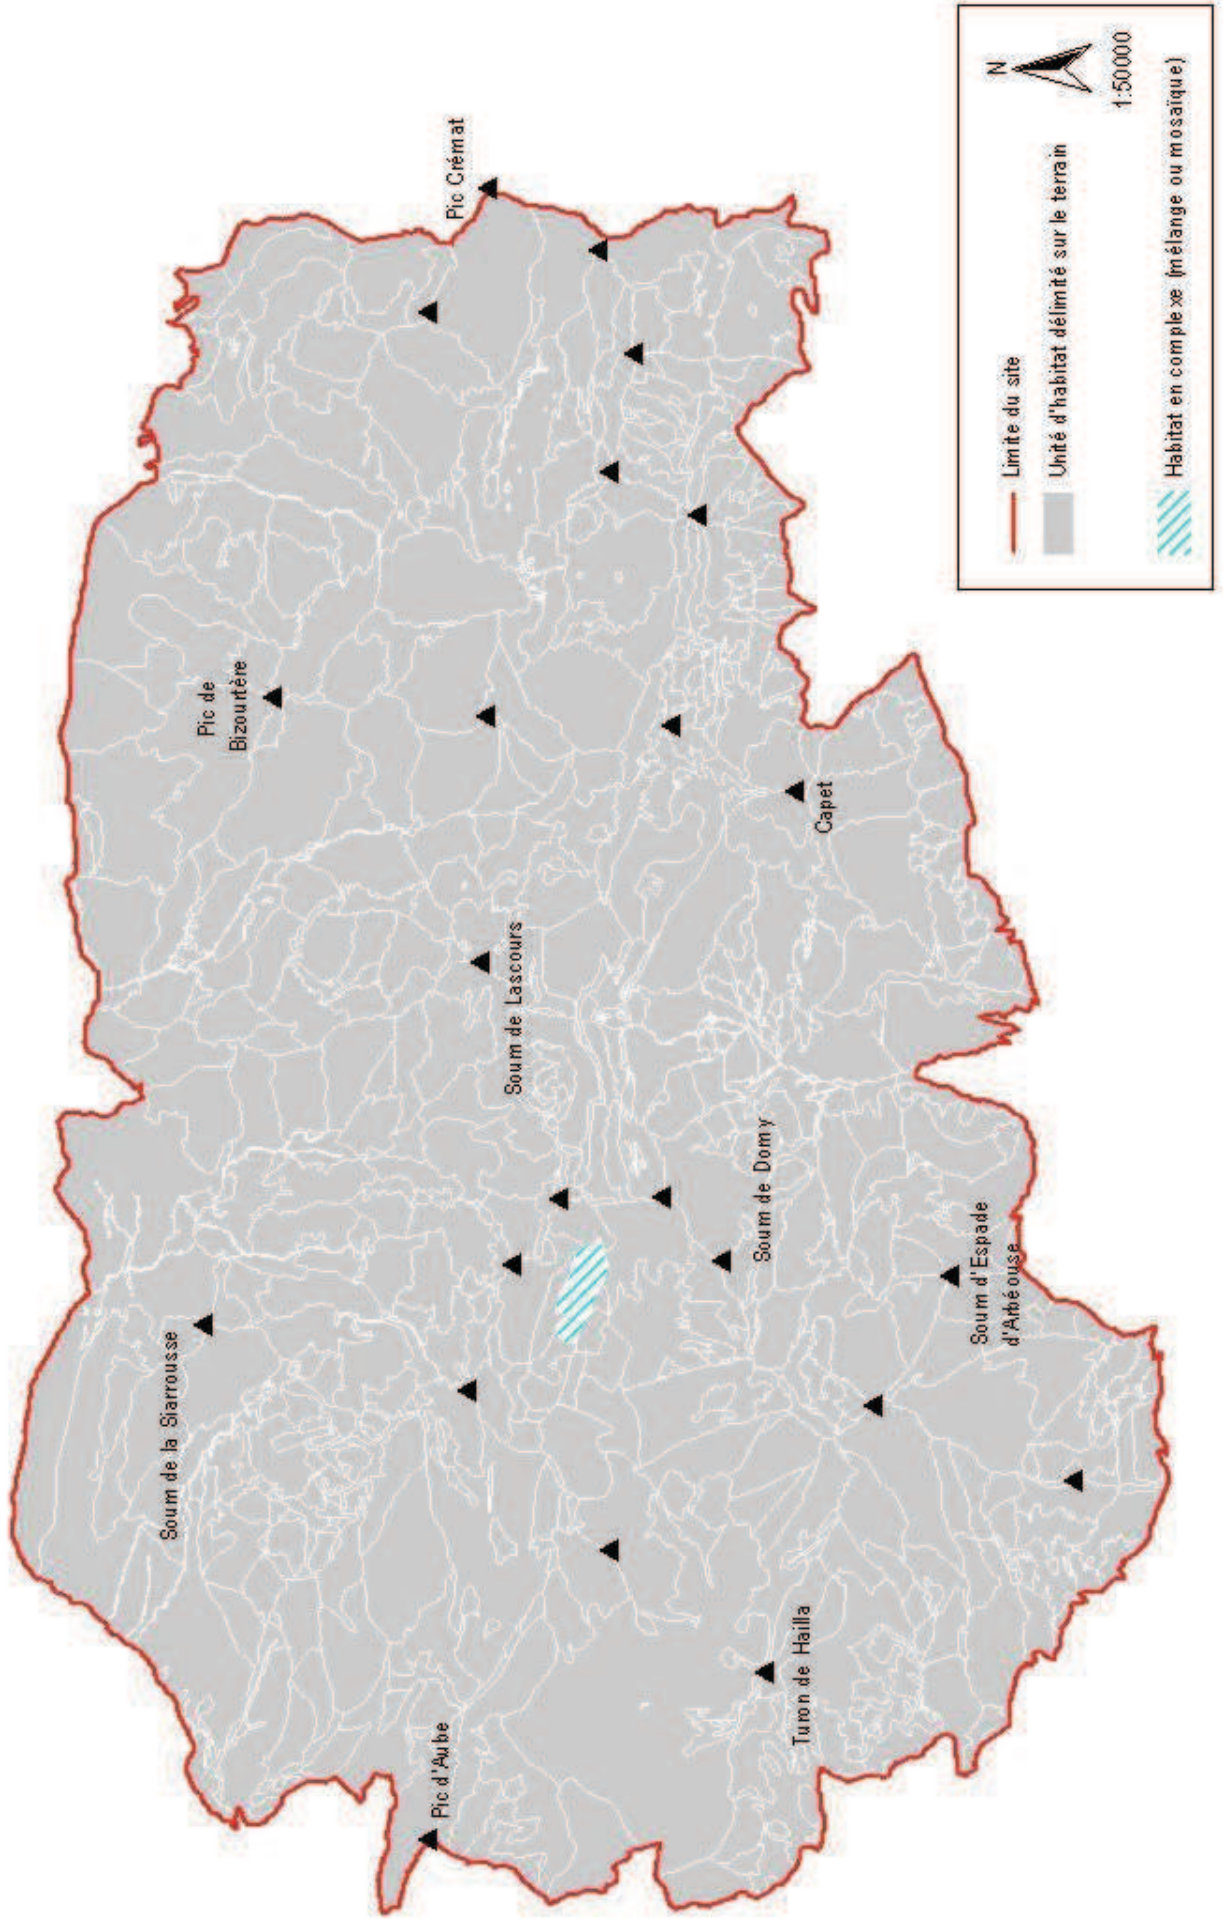 Pic Crémat
Pic de
Bizourtère
Capet
Soum de Lascours
Soum de Domy
Soum d'Espade
d'Arbéouse
Soum de la Siarrousse
Turon de Hailla
Pic d'Aube
Limite du site
Unité d'habitat délimité sur le terrain
Habitat en complexe (mélange ou mosaïque)
N
1:50000